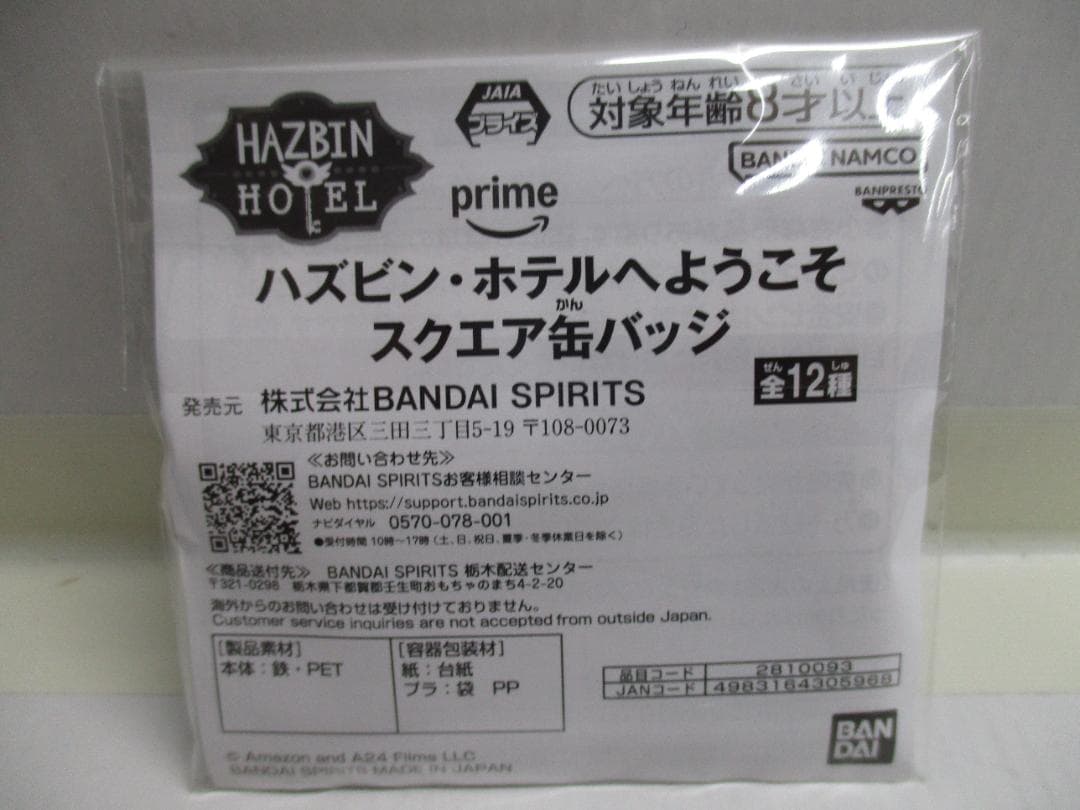 HAZBIN
HOTEL
JAIA
プライズ
たいしょうねんれい さいいじょう
対象年齢8才以上
BANDAI NAMCO
BANPRESTO
prime
ハズビン・ホテルへようこそ
かん
スクエア缶バッジ
ぜん しゅ
全12種
発売元 株式会社BANDAI SPIRITS
東京都港区三田三丁目5-19 〒108-0073
≪お問い合わせ先≫
BANDAI SPIRITSお客様相談センター
Web https://support.bandaispirits.co.jp
ナビダイヤル 0570-078-001
●受付時間 10時~17時(土、日、祝日、夏季・冬季休業日を除く)
≪商品送付先≫ BANDAI SPIRITS 栃木配送センター
〒321-0298 栃木県下都賀郡壬生町おもちゃのまち4-2-20
海外からのお問い合わせは受け付けておりません。
Customer service inquiries are not accepted from outside Japan.
[製品素材]
本体:鉄・PET
[容器包装材]
紙:台紙
プラ:袋 PP
品目コード 2810093
JANコード 4983164305968
BANDAI
© Amazon and A24 Films LLC
BANDAI SPIRITS MADE IN JAPAN